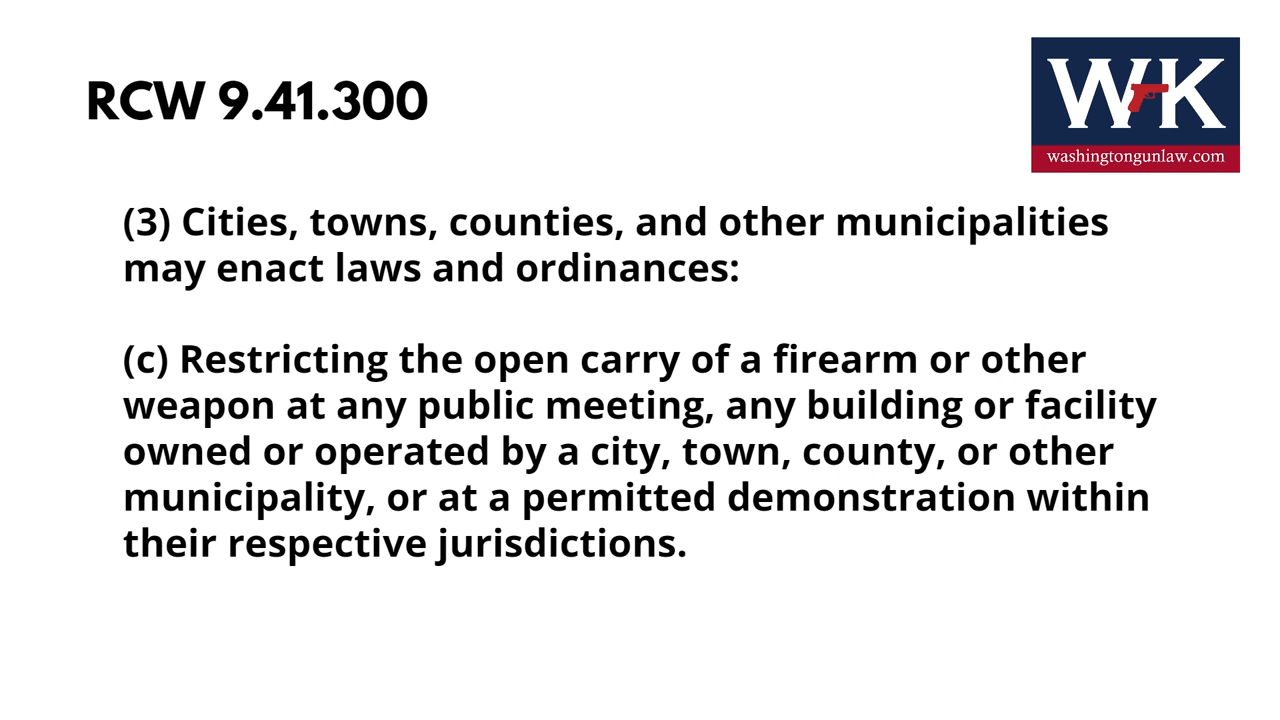 RCW 9.41.300
WK
washingtongunlaw.com
(3) Cities, towns, counties, and other municipalities
may enact laws and ordinances:
(c) Restricting the open carry of a firearm or other
weapon at any public meeting, any building or facility
owned or operated by a city, town, county, or other
municipality, or at a permitted demonstration within
their respective jurisdictions.